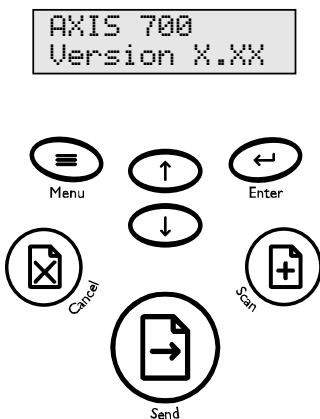 AXIS 700
Version X.XX
Menu
Enter
Cancel
Scan
Send